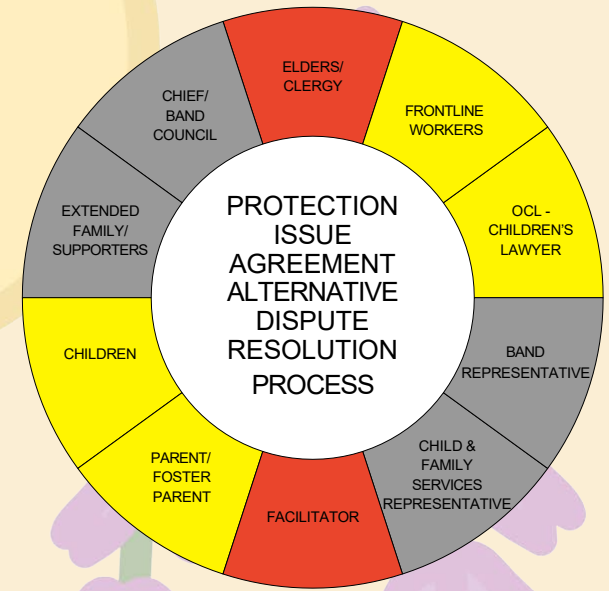 ELDERS/
CLERGY
FRONTLINE
WORKERS
OCL -
CHILDREN'S
LAWYER
BAND
REPRESENTATIVE
CHILD &
FAMILY
SERVICES
REPRESENTATIVE
FACILITATOR
PARENT/
FOSTER
PARENT
CHILDREN
EXTENDED
FAMILY/
SUPPORTERS
CHIEF/
BAND
COUNCIL
PROTECTION
ISSUE
AGREEMENT
ALTERNATIVE
DISPUTE
RESOLUTION
PROCESS